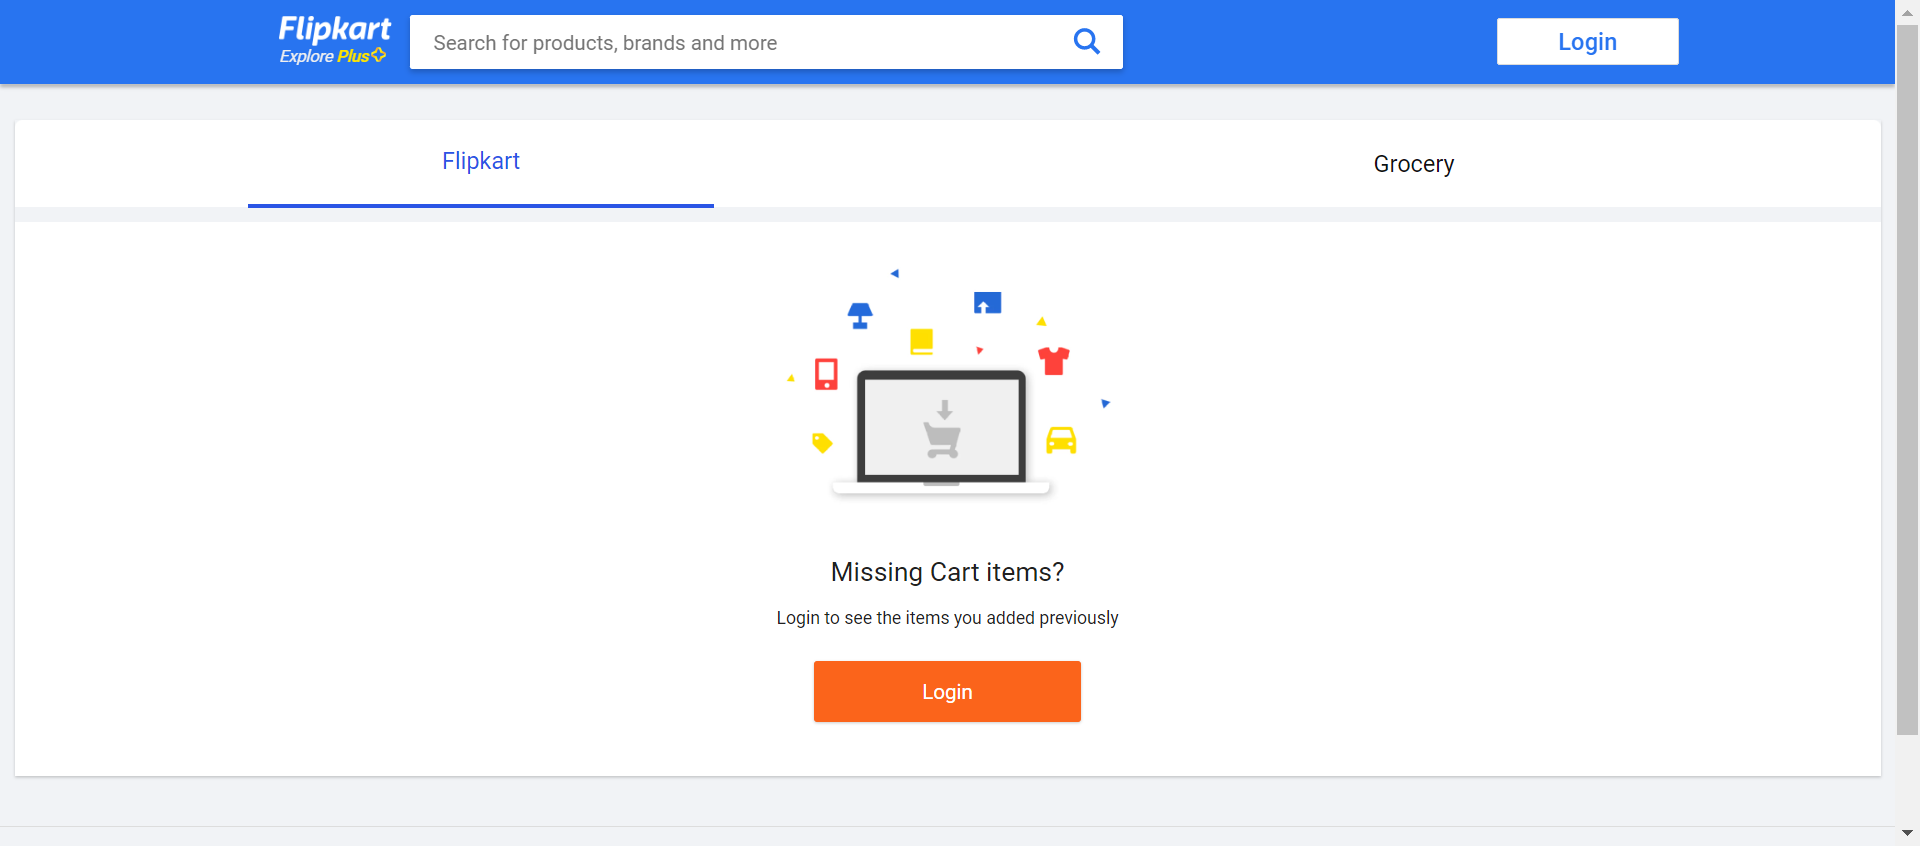 Flipkart
Explore Plus
Search for products, brands and more
Login
Flipkart
Grocery
Missing Cart items?
Login to see the items you added previously
Login